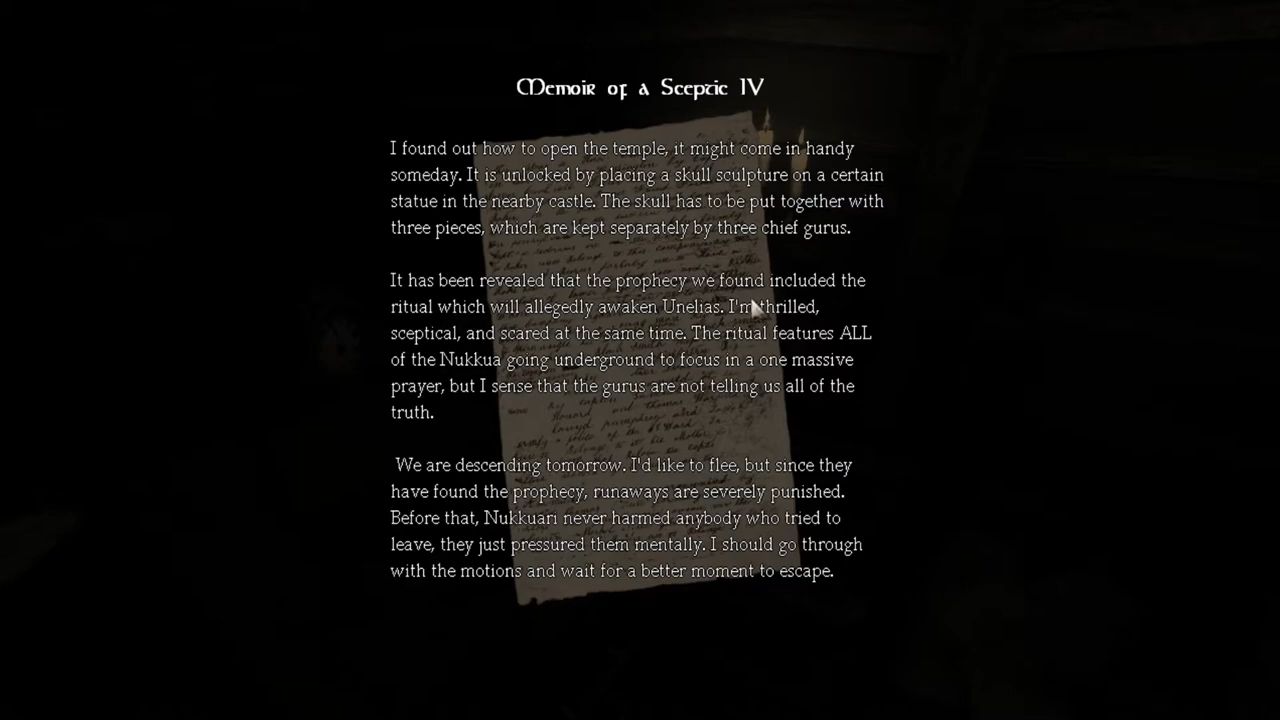 Memoir of a Sceptic IV
I found out how to open the temple, it might come in handy
someday. It is unlocked by placing a skull sculpture on a certain
statue in the nearby castle. The skull has to be put together with
three pieces, which are kept separately by three chief gurus.
It has been revealed that the prophecy we found included the
ritual which will allegedly awaken Unelias. I'm thrilled,
sceptical, and scared at the same time. The ritual features ALL
of the Nukkua going underground to focus in a one massive
prayer, but I sense that the gurus are not telling us all of the
truth.
We are descending tomorrow. I'd like to flee, but since they
have found the prophecy, runaways are severely punished.
Before that, Nukkuari never harmed anybody who tried to
leave, they just pressured them mentally. I should go through
with the motions and wait for a better moment to escape.